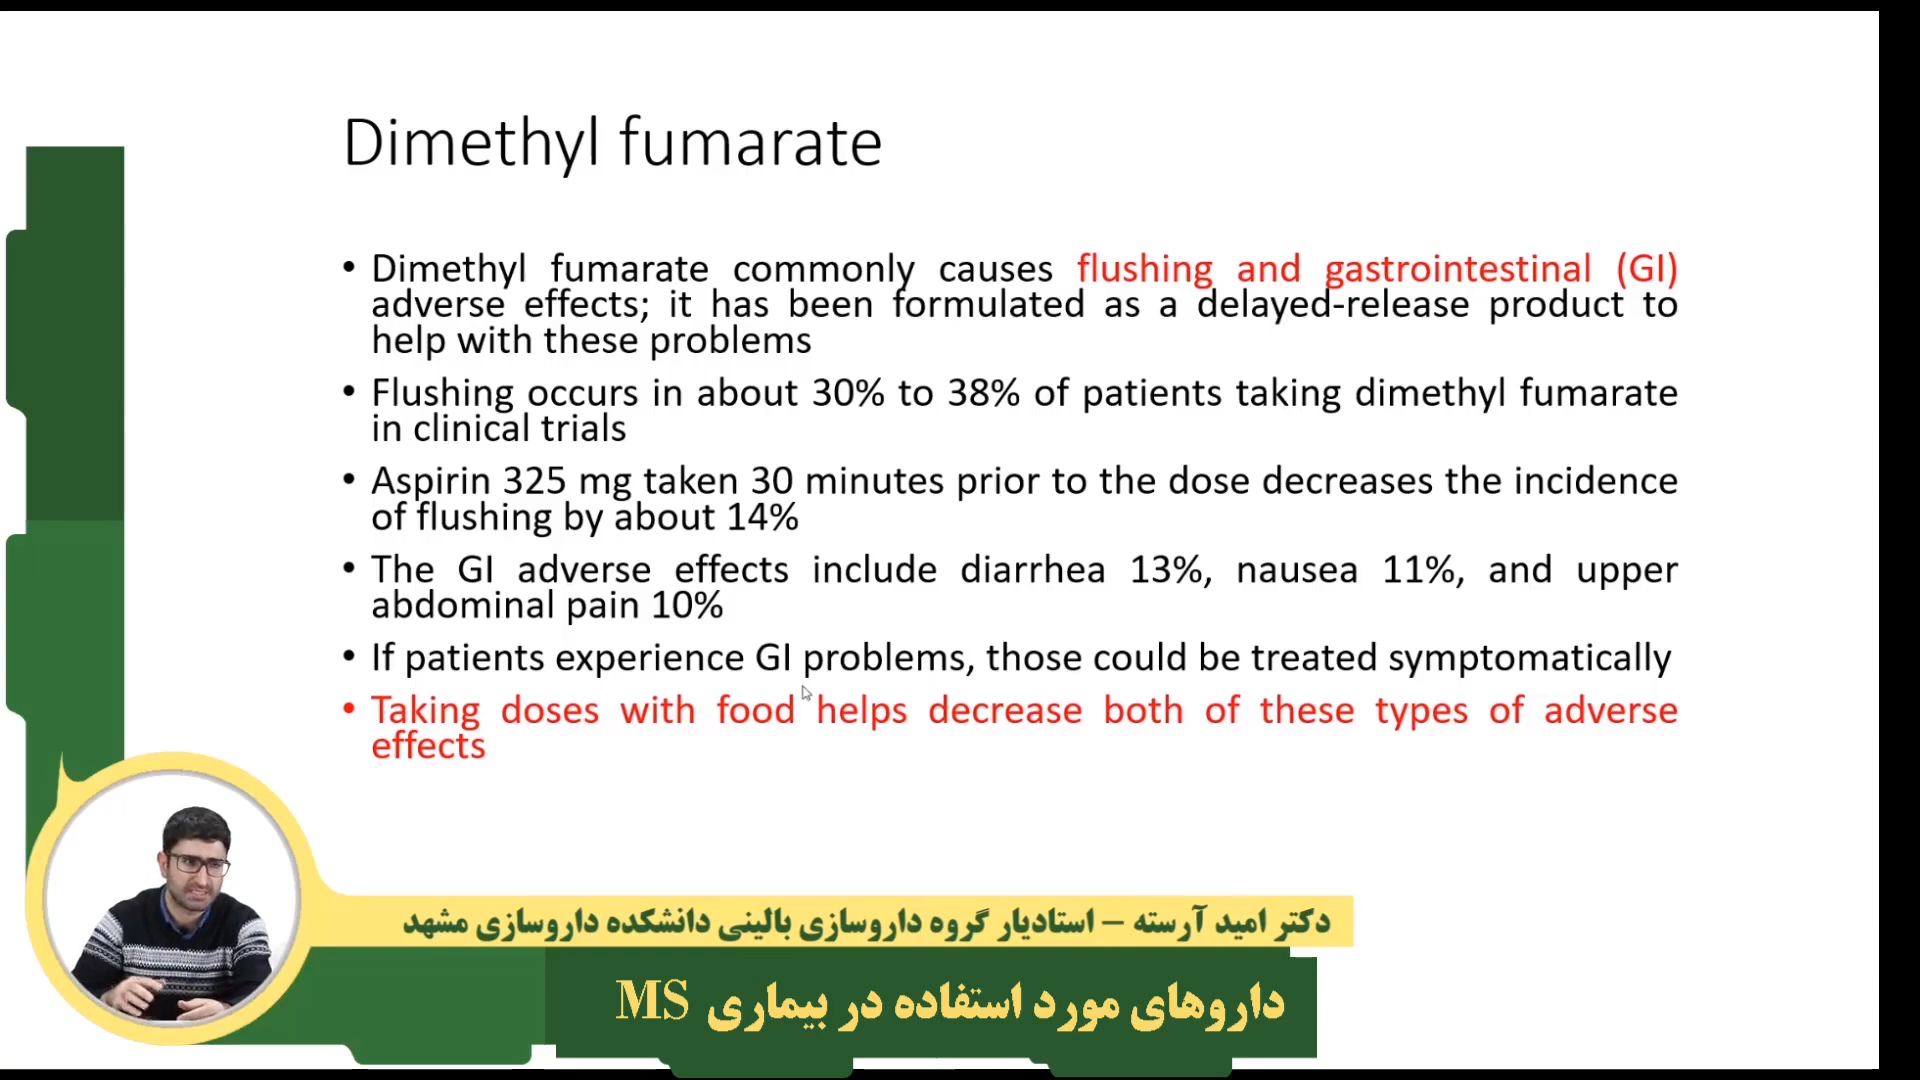 Dimethyl fumarate
• Dimethyl fumarate commonly causes flushing and gastrointestinal (GI)
adverse effects; it has been formulated as a delayed-release product to
help with these problems
• Flushing occurs in about 30% to 38% of patients taking dimethyl fumarate
in clinical trials
• Aspirin 325 mg taken 30 minutes prior to the dose decreases the incidence
of flushing by about 14%
• The GI adverse effects include diarrhea 13%, nausea 11%, and upper
abdominal pain 10%
• If patients experience GI problems, those could be treated symptomatically
• Taking doses with food helps decrease both of these types of adverse
effects
دکتر امید آرسته – استادیار گروه داروسازی بالینی دانشکده داروسازی مشهد
داروهای مورد استفاده در بیماری MS